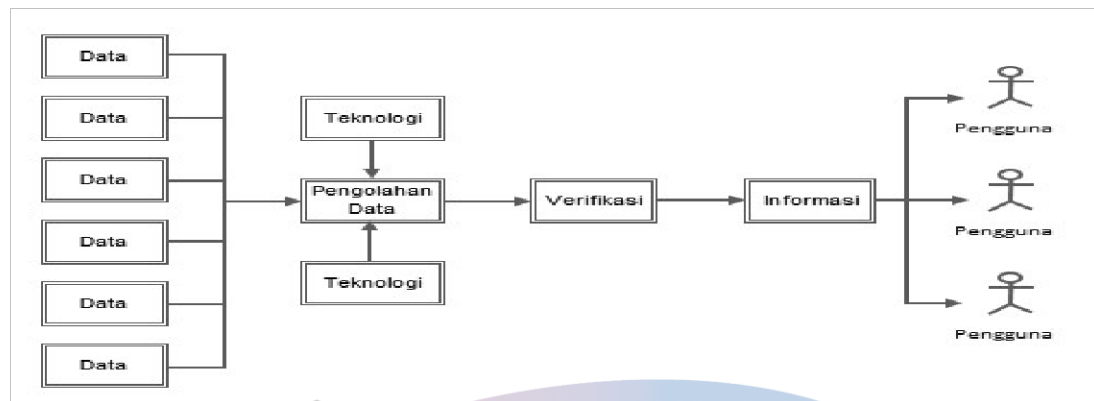 Data
Data
Data
Data
Data
Data
Teknologi
Pengolahan
Data
Teknologi
Verifikasi
Informasi
Pengguna
Pengguna
Pengguna